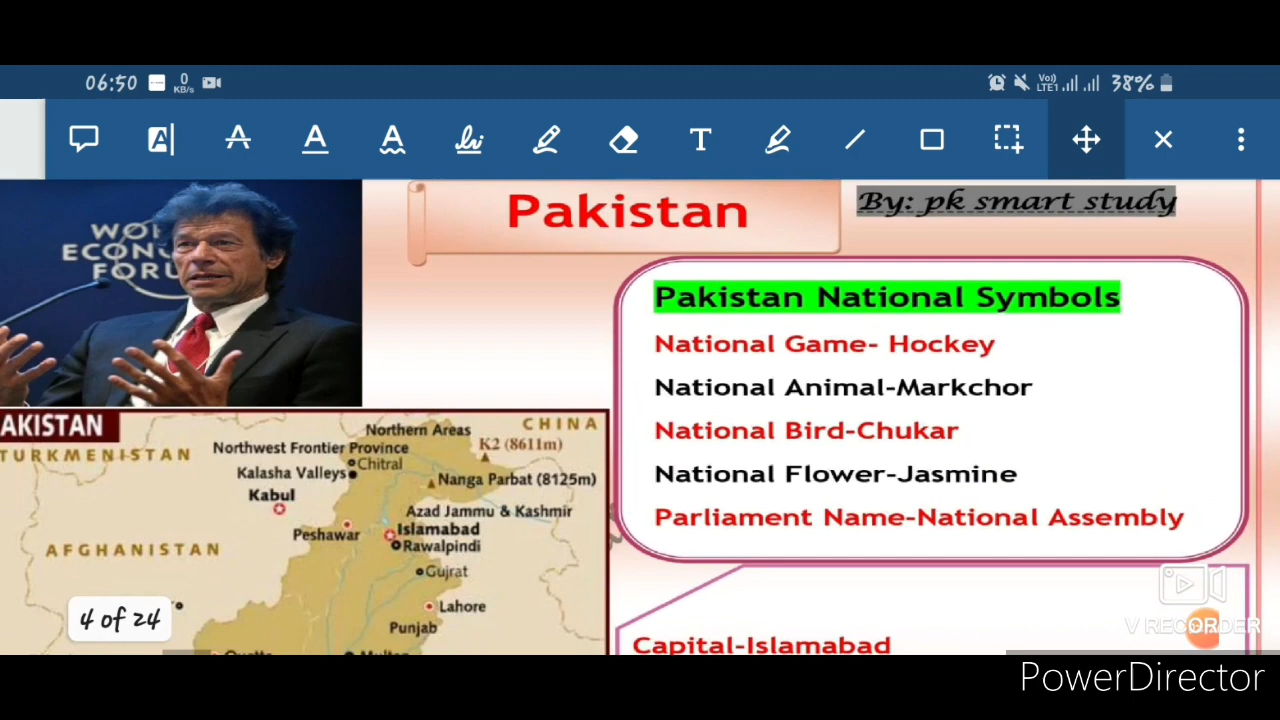 06:50
0
KB/s
Vo))
LTE1
38%
Pakistan
By: pk smart study
WORLD
ECONOMIC
FORUM
Pakistan National Symbols
National Game- Hockey
National Animal-Markchor
National Bird-Chukar
National Flower-Jasmine
Parliament Name-National Assembly
AKISTAN
CHINA
TURKMENISTAN
Northern Areas
K2 (8611m)
Northwest Frontier Province
Chitral
Kalasha Valleys
Nanga Parbat (8125m)
Kabul
Azad Jammu & Kashmir
Islamabad
Peshawar
Rawalpindi
AFGHANISTAN
Gujrat
Lahore
Punjab
4 of 24
Capital-Islamabad
V RECORDER
PowerDirector